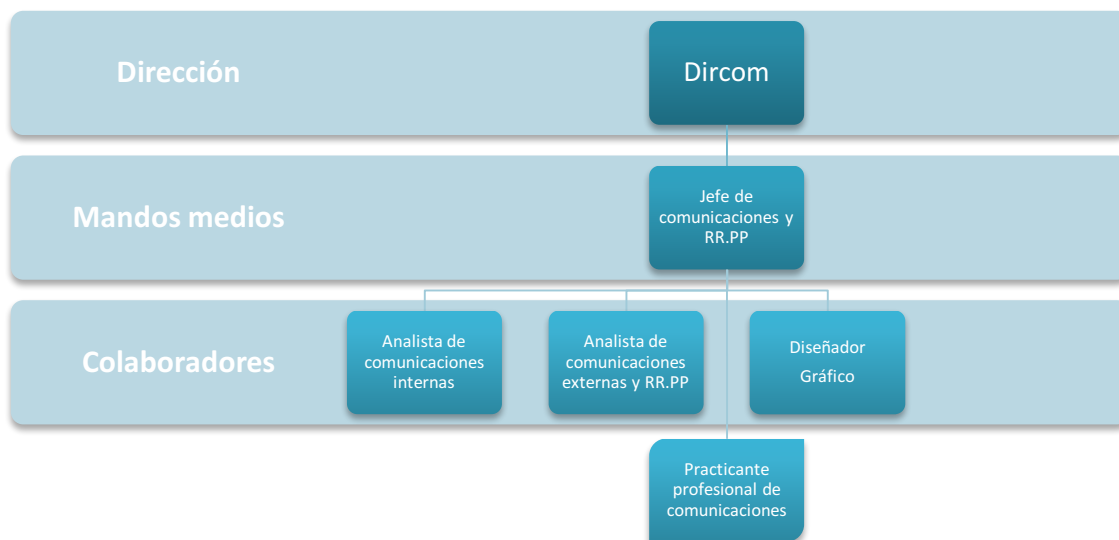 Dirección
Dircom
Mandos medios
Jefe de
comunicaciones y
RR.PP
Colaboradores
Analista de
comunicaciones
internas
Analista de
comunicaciones
externas y RR.PP
Diseñador
Gráfico
Practicante
profesional de
comunicaciones